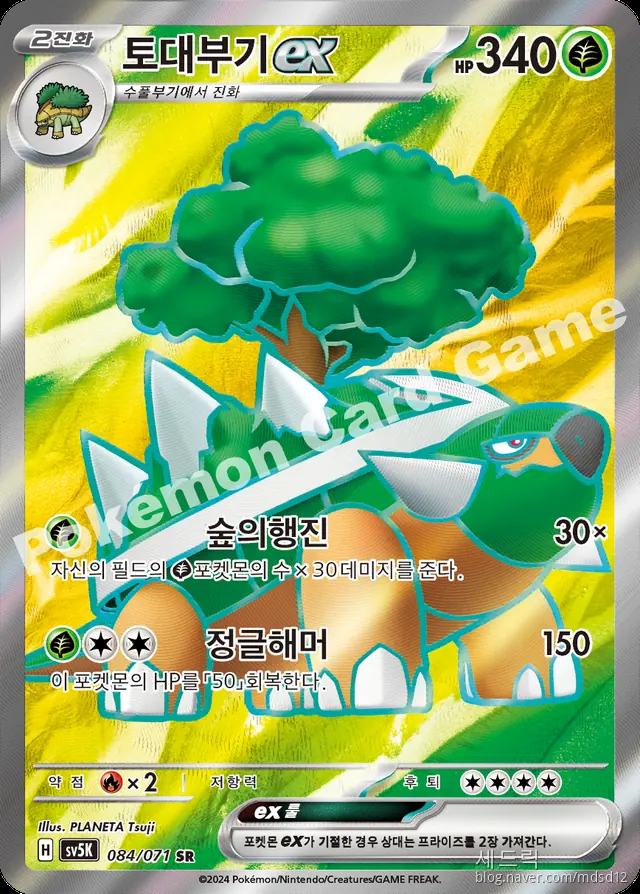 2진화
토대부기 ex
HP 340
수풀부기에서 진화
Pokémon Card Game
숲의행진 30×
자신의 필드의 포켓몬의 수×30데미지를 준다.
정글해머 150
이 포켓몬의 HP를 「50」 회복한다.
약점 ×2 저항력 후퇴
ex 룰
포켓몬 ex가 기절한 경우 상대는 프라이즈를 2장 가져간다.
Illus. PLANETA Tsuji
H SV5K 084/071 SR
©2024 Pokémon/Nintendo/Creatures/GAME FREAK.
세드릭
blog.naver.com/mdsd12